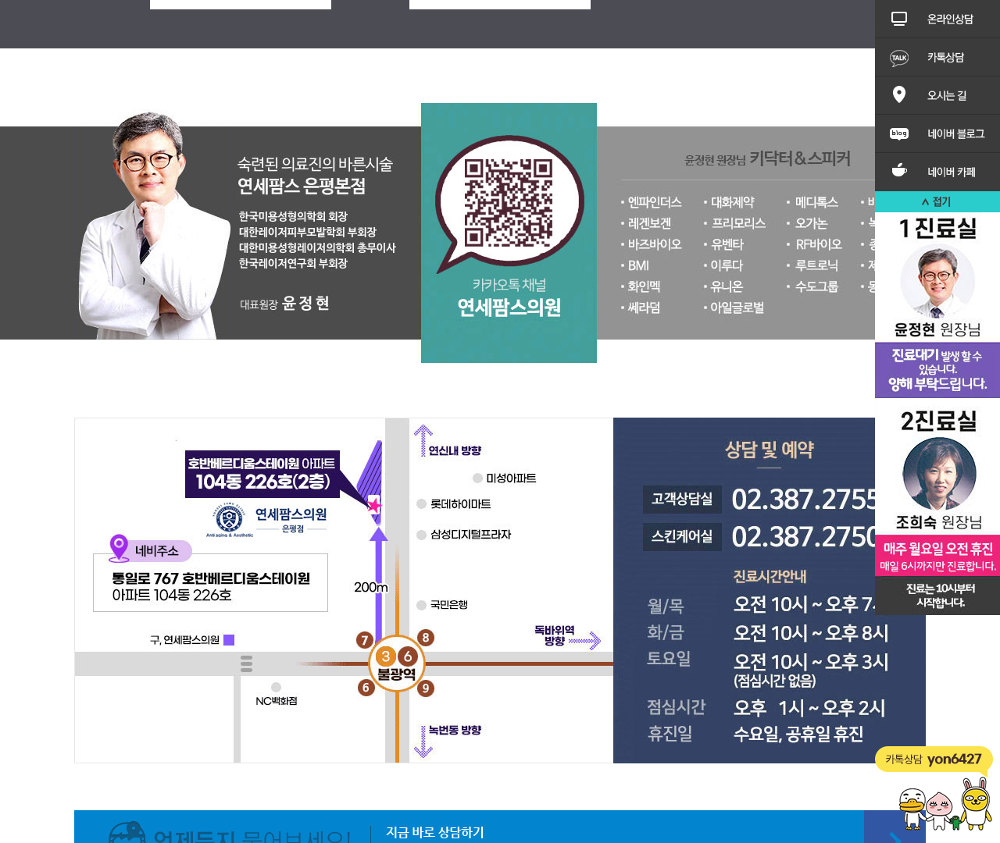 온라인상담
TALK
카톡상담
오시는 길
blog
네이버 블로그
네이버 카페
접기
숙련된 의료진의 바른시술
연세팜스 은평본점
한국미용성형의학회 회장
대한레이저피부모발학회 부회장
대한미용성형레이저의학회 총무이사
한국레이저연구회 부회장
대표원장 윤정현
카카오톡 채널
연세팜스의원
윤정현 원장님 키닥터&스피커
• 엔파인더스 • 대화제약 • 메디톡스
• 레겐보겐 • 프리모리스 • 오가논
• 바즈바이오 • 유벤타 • RF바이오
• BMI • 이루다 • 루트로닉
• 화인멕 • 유니온 • 수도그룹
• 쎄라덤 • 아일글로벌
1 진료실
윤정현 원장님
진료대기 발생 할 수
있습니다.
양해 부탁드립니다.
2진료실
조희숙 원장님
매주 월요일 오전 휴진
매일 6시까지만 진료합니다.
진료는 10시부터
시작합니다.
연신내 방향
호반베르디움스테이원 아파트
104동 226호(2층)
미성아파트
롯데하이마트
연세팜스의원
은평점
Anti aging & Aesthetic
삼성디지털프라자
네비주소
통일로 767 호반베르디움스테이원
아파트 104동 226호
200m
국민은행
독바위역
방향
구, 연세팜스의원
7
8
3 6
불광역
6
9
NC백화점
녹번동 방향
상담 및 예약
고객상담실 02.387.2755
스킨케어실 02.387.2750
진료시간안내
월/목 오전 10시 ~ 오후 7
화/금 오전 10시 ~ 오후 8시
토요일 오전 10시 ~ 오후 3시
(점심시간 없음)
점심시간 오후 1시 ~ 오후 2시
휴진일 수요일, 공휴일 휴진
카톡상담 yon6427
언제든지 물어보세요!
지금 바로 상담하기